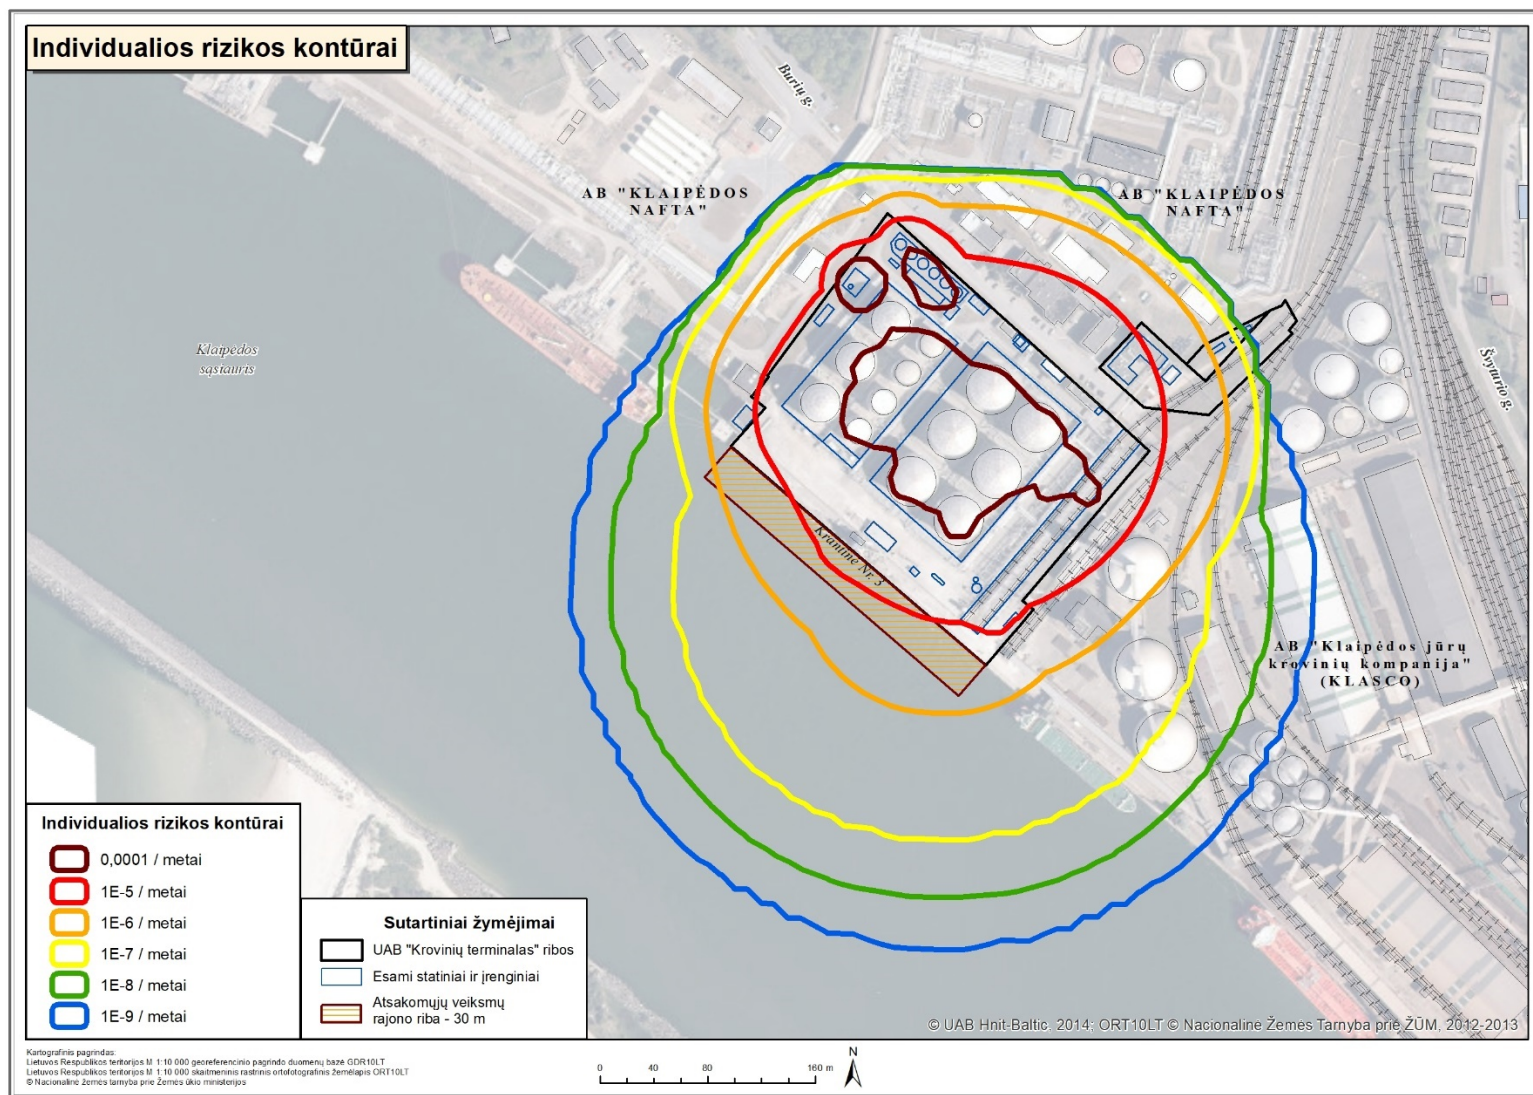 Individualios rizikos kontūrai
Burių g.
AB "KLAIPĖDOS
NAFTA"
AB "KLAIPĖDOS
NAFTA"
Klaipėdos
sąsiauris
Švyturio g.
Krantinė Nr. 3
AB "Klaipėdos jūrų
krovinių kompanija"
(KLASCO)
Individualios rizikos kontūrai
0,0001 / metai
1E-5 / metai
1E-6 / metai
1E-7 / metai
1E-8 / metai
1E-9 / metai
Sutartiniai žymėjimai
UAB "Krovinių terminalas" ribos
Esami statiniai ir įrenginiai
Atsakomųjų veiksmų
rajono riba - 30 m
© UAB Hnit-Baltic, 2014; ORT10LT © Nacionalinė Žemės Tarnyba prie ŽŪM, 2012-2013
Kartografinis pagrindas:
Lietuvos Respublikos teritorijos M 1:10 000 georeferencinio pagrindo duomenų bazė GDR10LT
Lietuvos Respublikos teritorijos M 1:10 000 skaitmeninis rastrinis ortofotografinis žemėlapis ORT10LT
© Nacionalinė žemės tarnyba prie Žemės ūkio ministerijos
0 40 80 160 m
N